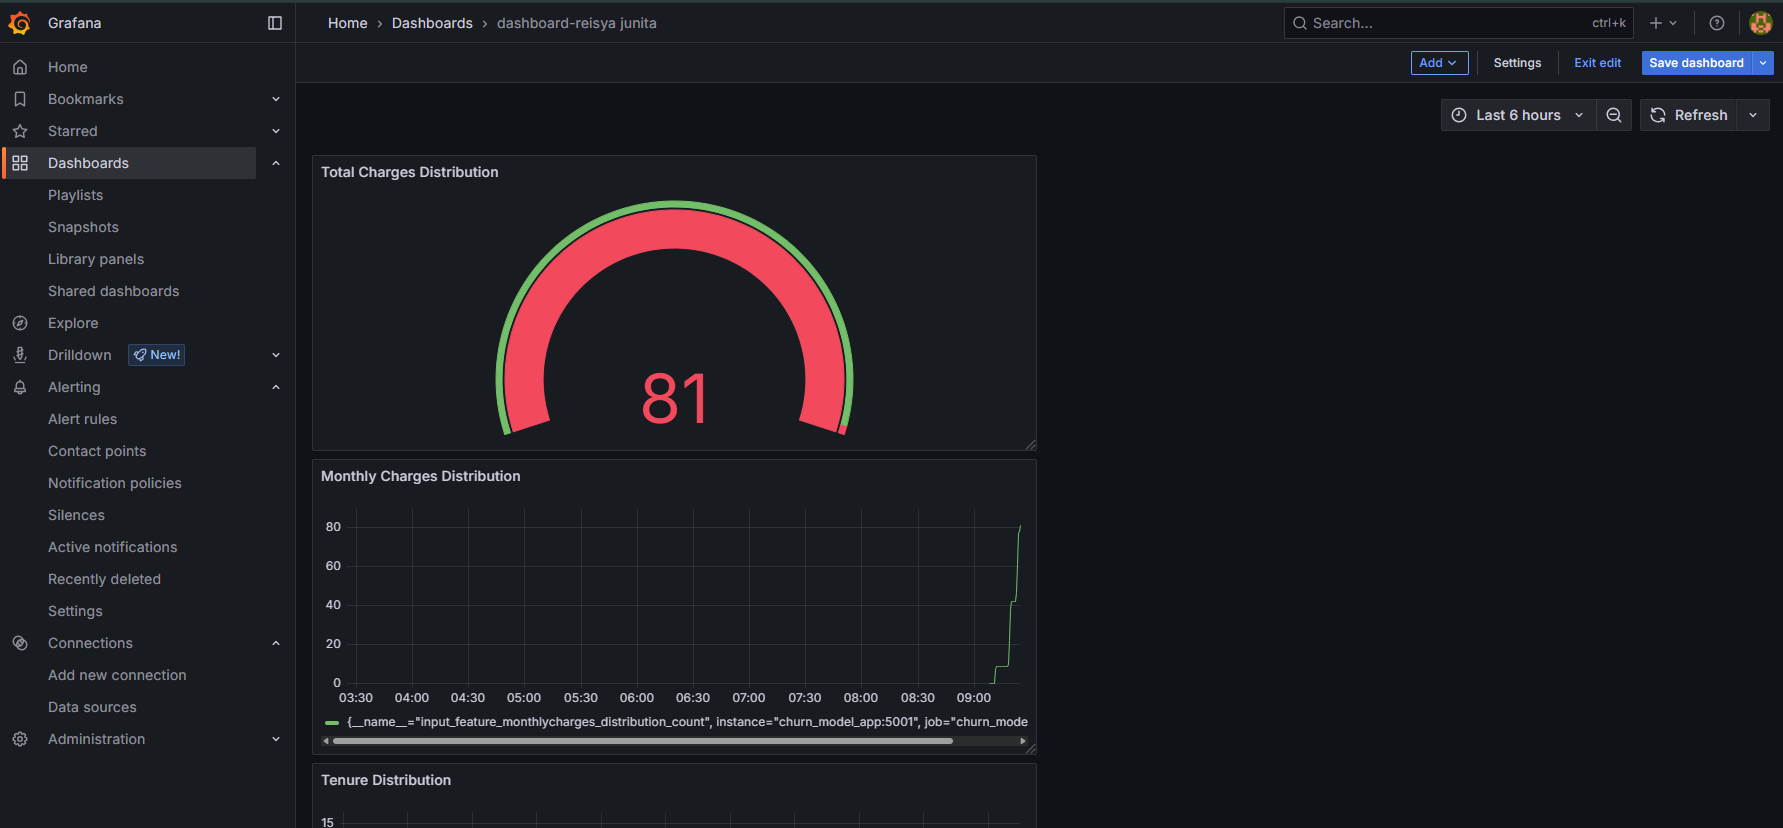 Grafana
Home › Dashboards › dashboard-reisya junita
Search...
ctrl+k
Add
Settings
Exit edit
Save dashboard
Last 6 hours
Refresh
Home
Bookmarks
Starred
Dashboards
Playlists
Snapshots
Library panels
Shared dashboards
Explore
Drilldown
New!
Alerting
Alert rules
Contact points
Notification policies
Silences
Active notifications
Recently deleted
Settings
Connections
Add new connection
Data sources
Administration
Total Charges Distribution
81
Monthly Charges Distribution
80
60
40
20
0
03:30 04:00 04:30 05:00 05:30 06:00 06:30 07:00 07:30 08:00 08:30 09:00
{__name__="input_feature_monthlycharges_distribution_count", instance="churn_model_app:5001", job="churn_mode
Tenure Distribution
15